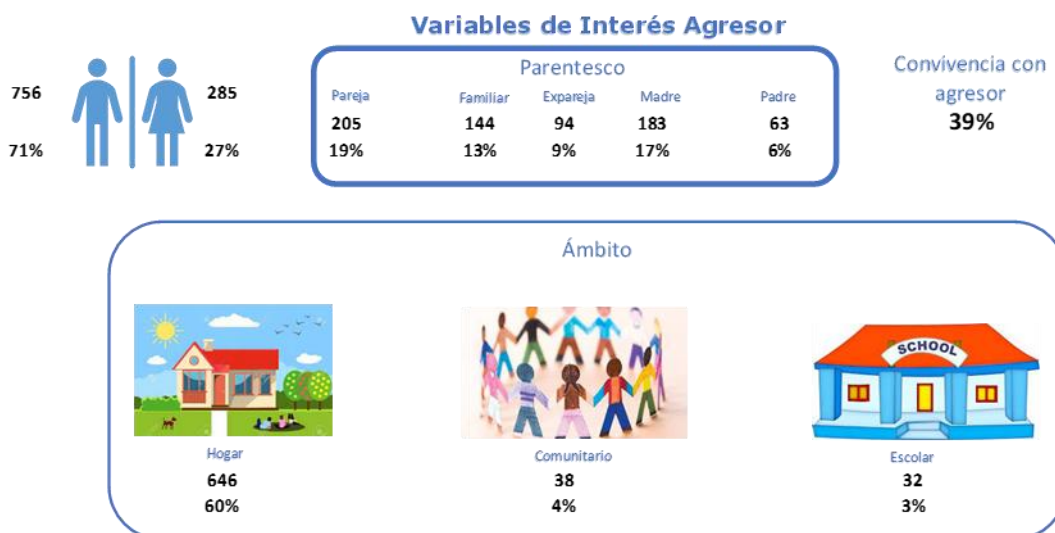 Variables de Interés Agresor
756
71%
285
27%
Parentesco
Pareja Familiar Expareja Madre Padre
205 144 94 183 63
19% 13% 9% 17% 6%
Convivencia con
agresor
39%
Ámbito
SCHOOL
Hogar Comunitario Escolar
646 38 32
60% 4% 3%